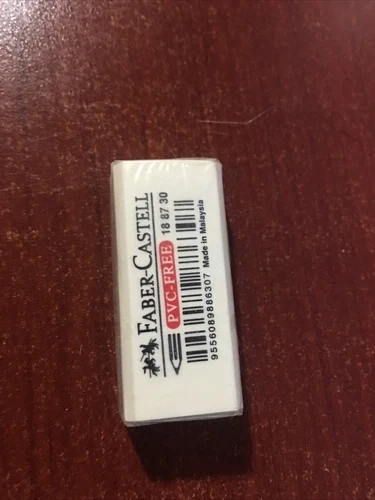 FABER-CASTELL
PVC-FREE 18 87 30
9556089886307 Made in Malaysia